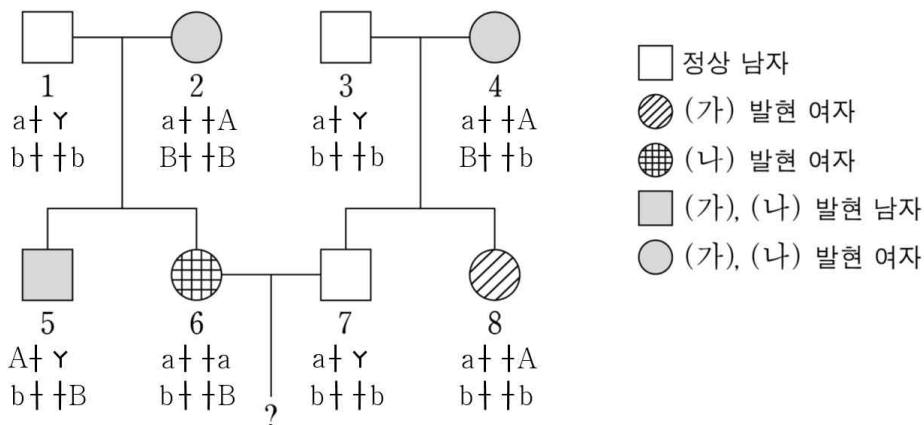 1 2 3 4
a Y a A a Y a A
b b B B b b B b
정상 남자
(가) 발현 여자
(나) 발현 여자
(가), (나) 발현 남자
(가), (나) 발현 여자
5 6 7 8
A Y a a a Y a A
b B b B b b b b
?